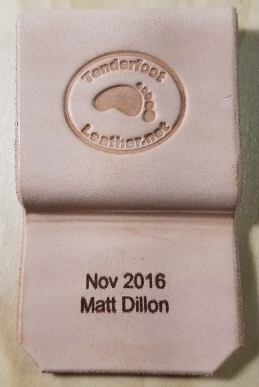 Tenderfoot
Leather.net
Nov 2016
Matt Dillon